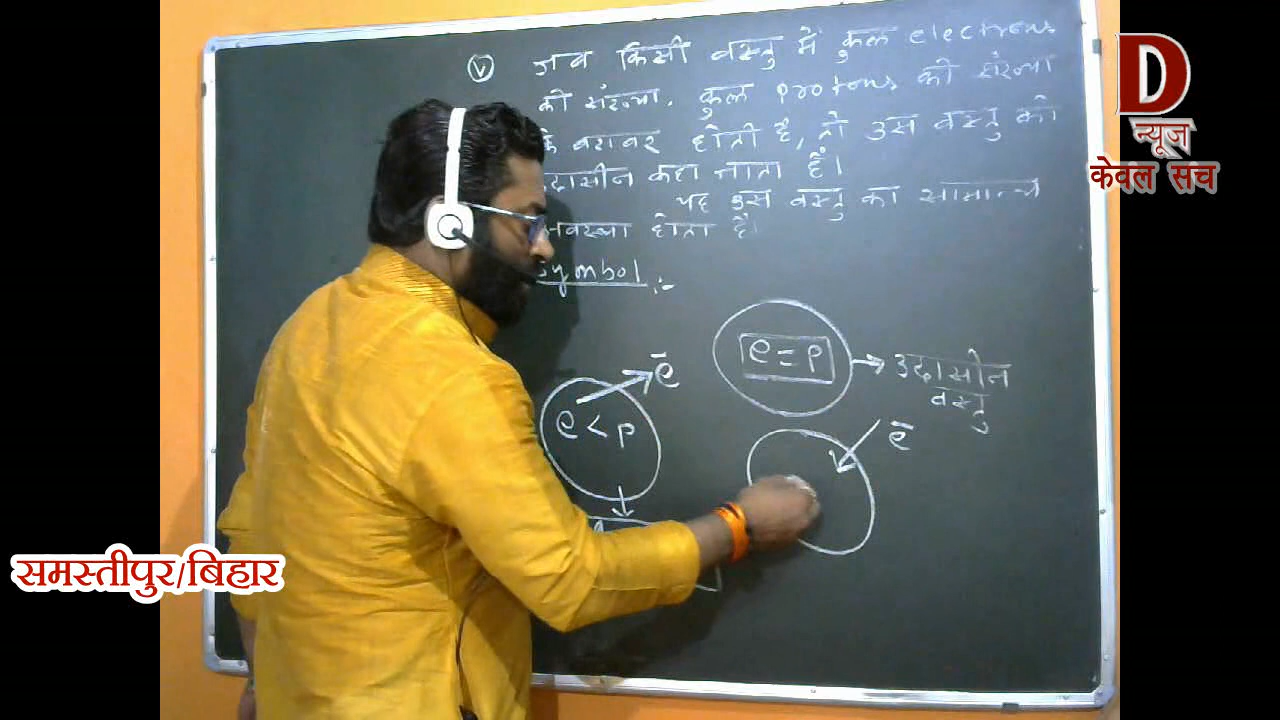 (v) जब किसी वस्तु में कुल electrons
की संख्या, कुल protons की संख्या
के बराबर होती है, तो उस वस्तु को
उदासीन कहा जाता हैं।
यह उस वस्तु का सामान्य
अवस्था होता है।
Symbol :-
e = p
उदासीन
वस्तु
e < p
ē
ē
D
न्यूज
केवल सच
समस्तीपुर/बिहार